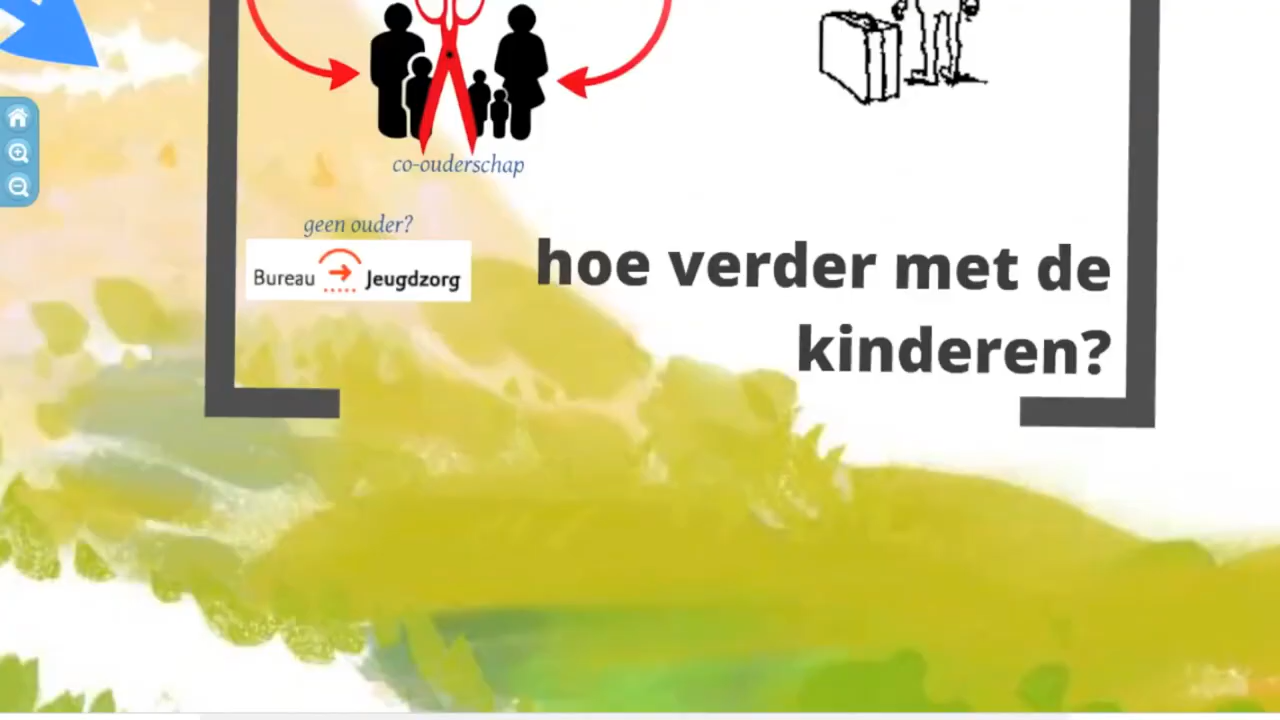 co-ouderschap
geen ouder?
Bureau Jeugdzorg
hoe verder met de
kinderen?